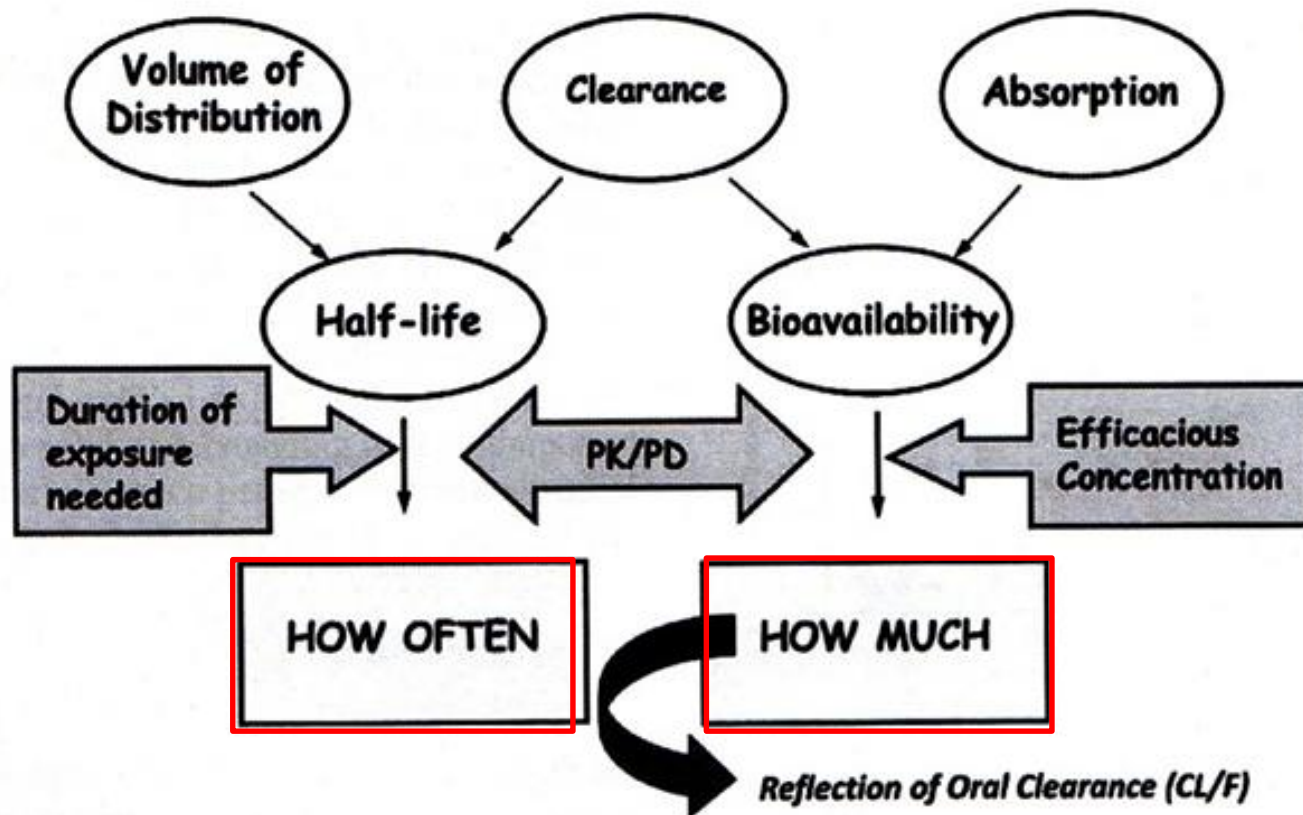 Volume of
Distribution
Clearance
Absorption
Half-life
Bioavailability
Duration of
exposure
needed
PK/PD
Efficacious
Concentration
HOW OFTEN
HOW MUCH
Reflection of Oral Clearance (CL/F)